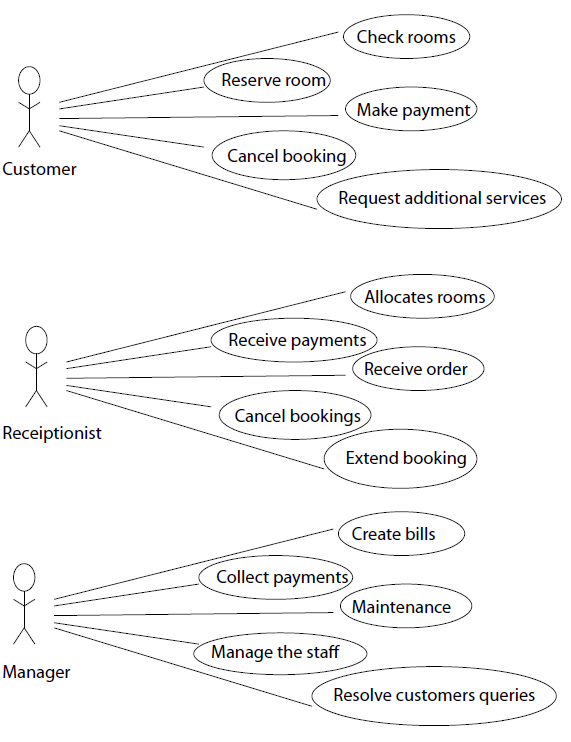 Check rooms
Reserve room
Make payment
Cancel booking
Customer
Request additional services
Allocates rooms
Receive payments
Receive order
Cancel bookings
Receiptionist
Extend booking
Create bills
Collect payments
Maintenance
Manage the staff
Manager
Resolve customers queries